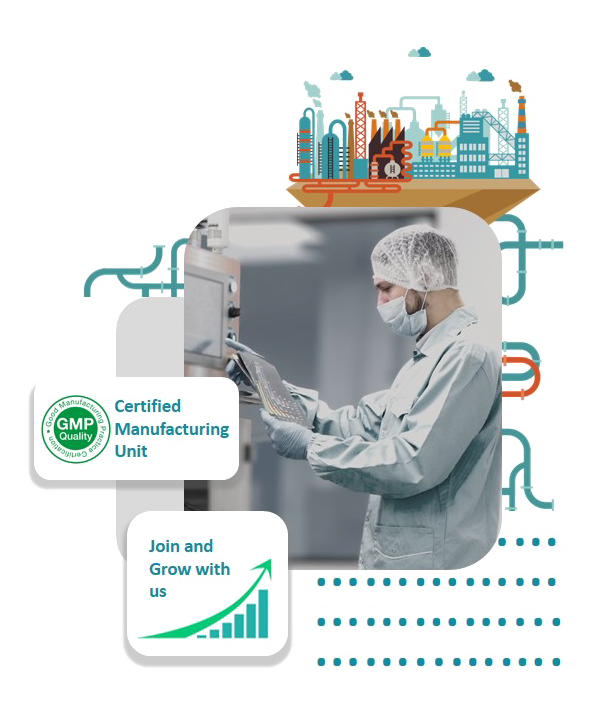 Good Manufacturing Practice Certification
GMP
Quality
Certified
Manufacturing
Unit
Join and
Grow with
us